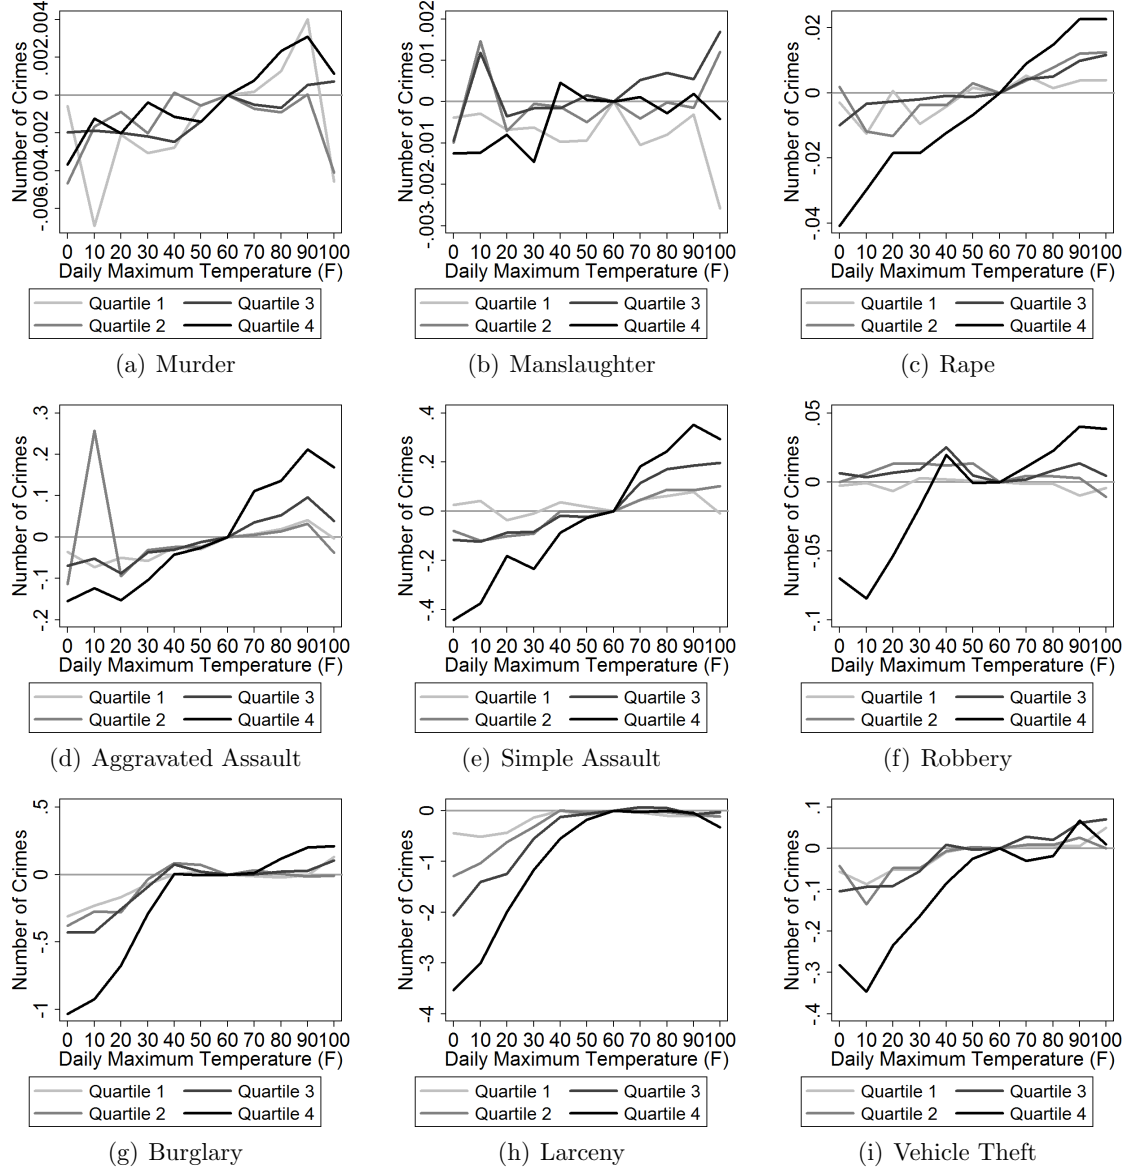 Number of Crimes
-.006 -.004 -.002 0 .002 .004
0 10 20 30 40 50 60 70 80 90 100
Daily Maximum Temperature (F)
Quartile 1 Quartile 3
Quartile 2 Quartile 4
(a) Murder
Number of Crimes
-.003 -.002 -.001 0 .001 .002
0 10 20 30 40 50 60 70 80 90 100
Daily Maximum Temperature (F)
Quartile 1 Quartile 3
Quartile 2 Quartile 4
(b) Manslaughter
Number of Crimes
-.04 -.02 0 .02
0 10 20 30 40 50 60 70 80 90 100
Daily Maximum Temperature (F)
Quartile 1 Quartile 3
Quartile 2 Quartile 4
(c) Rape
Number of Crimes
-.2 -.1 0 .1 .2 .3
0 10 20 30 40 50 60 70 80 90 100
Daily Maximum Temperature (F)
Quartile 1 Quartile 3
Quartile 2 Quartile 4
(d) Aggravated Assault
Number of Crimes
-.4 -.2 0 .2 .4
0 10 20 30 40 50 60 70 80 90 100
Daily Maximum Temperature (F)
Quartile 1 Quartile 3
Quartile 2 Quartile 4
(e) Simple Assault
Number of Crimes
-.1 -.05 0 .05
0 10 20 30 40 50 60 70 80 90 100
Daily Maximum Temperature (F)
Quartile 1 Quartile 3
Quartile 2 Quartile 4
(f) Robbery
Number of Crimes
-1 -.5 0 .5
0 10 20 30 40 50 60 70 80 90 100
Daily Maximum Temperature (F)
Quartile 1 Quartile 3
Quartile 2 Quartile 4
(g) Burglary
Number of Crimes
-4 -3 -2 -1 0
0 10 20 30 40 50 60 70 80 90 100
Daily Maximum Temperature (F)
Quartile 1 Quartile 3
Quartile 2 Quartile 4
(h) Larceny
Number of Crimes
-.4 -.3 -.2 -.1 0 .1
0 10 20 30 40 50 60 70 80 90 100
Daily Maximum Temperature (F)
Quartile 1 Quartile 3
Quartile 2 Quartile 4
(i) Vehicle Theft